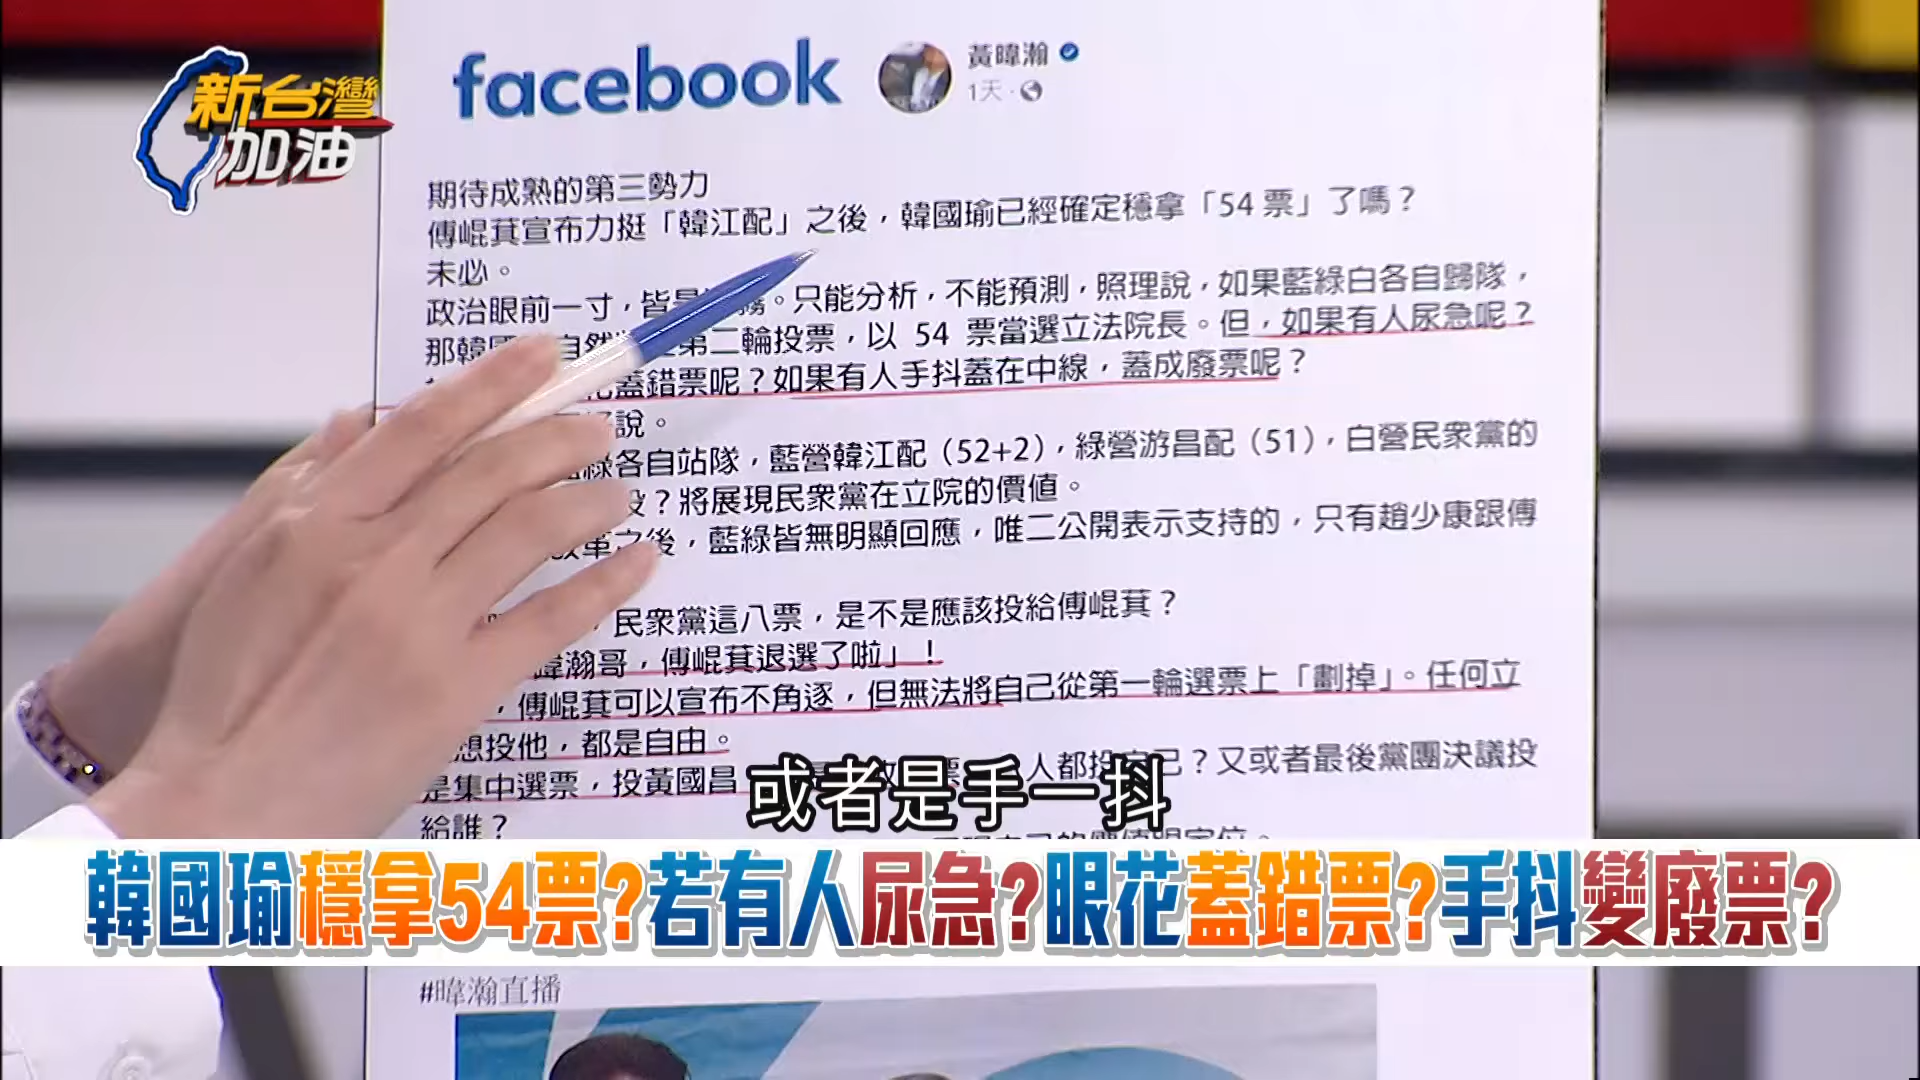 新台灣
加油
facebook
黃暐瀚
1天
期待成熟的第三勢力
傅崐萁宣布力挺「韓江配」之後，韓國瑜已經確定穩拿「54 票」了嗎？
未必。
政治眼前一寸，皆是 霧。只能分析，不能預測，照理說，如果藍綠白各自歸隊，
那韓國 自然 第二輪投票，以 54 票當選立法院長。但，如果有人尿急呢？
花蓋錯票呢？如果有人手抖蓋在中線，蓋成廢票呢？
說。
綠各自站隊，藍營韓江配（52+2），綠營游昌配（51），白營民眾黨的
投？將展現民眾黨在立院的價值。
改革之後，藍綠皆無明顯回應，唯二公開表示支持的，只有趙少康跟傅
民眾黨這八票，是不是應該投給傅崐萁？
暐瀚哥，傅崐萁退選了啦」！
，傅崐萁可以宣布不角逐，但無法將自己從第一輪選票上「劃掉」。任何立
想投他，都是自由。
是集中選票，投黃國昌 人都投自己？又或者最後黨團決議投
給誰？
或者是手一抖
韓國瑜穩拿54票？若有人尿急？眼花蓋錯票？手抖變廢票？
#暐瀚直播